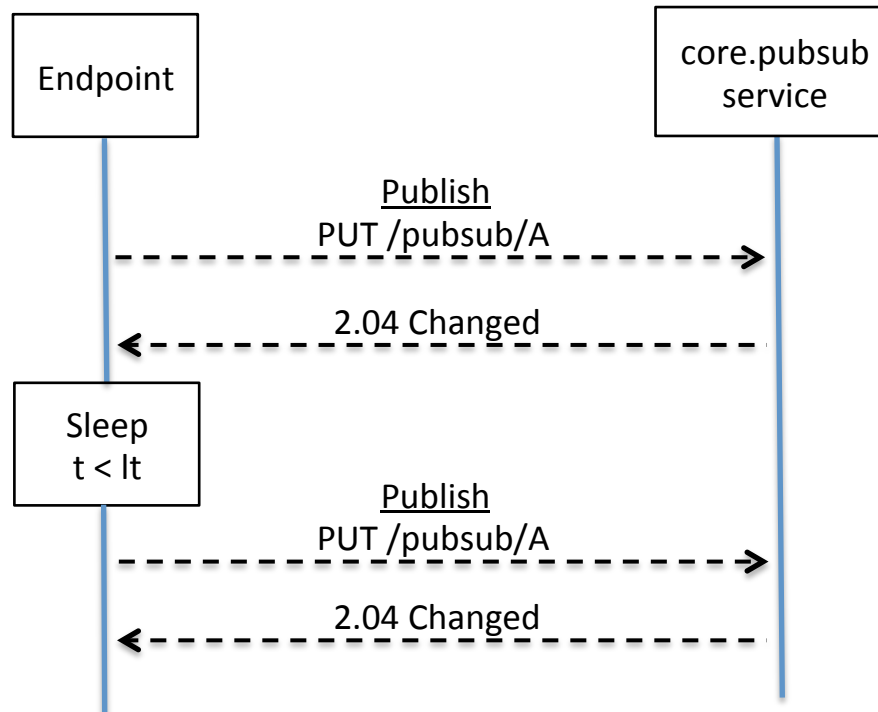 Endpoint
core.pubsub
service
Publish
PUT /pubsub/A
2.04 Changed
Sleep
t < lt
Publish
PUT /pubsub/A
2.04 Changed